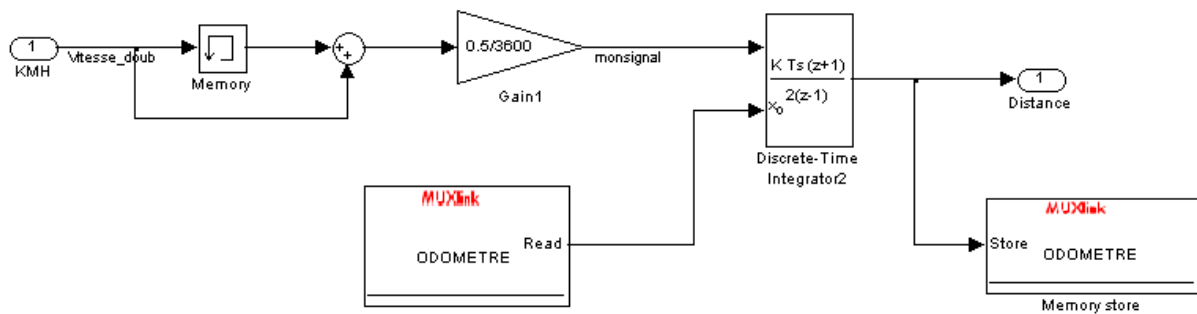 1
KMH
Vitesse_doub
Memory
+
+
0.5/3600
Gain1
monsignal
K Ts (z+1)
2(z-1)
x0
Discrete-Time
Integrator2
1
Distance
MUXlink
Read
ODOMETRE
MUXlink
Store
ODOMETRE
Memory store